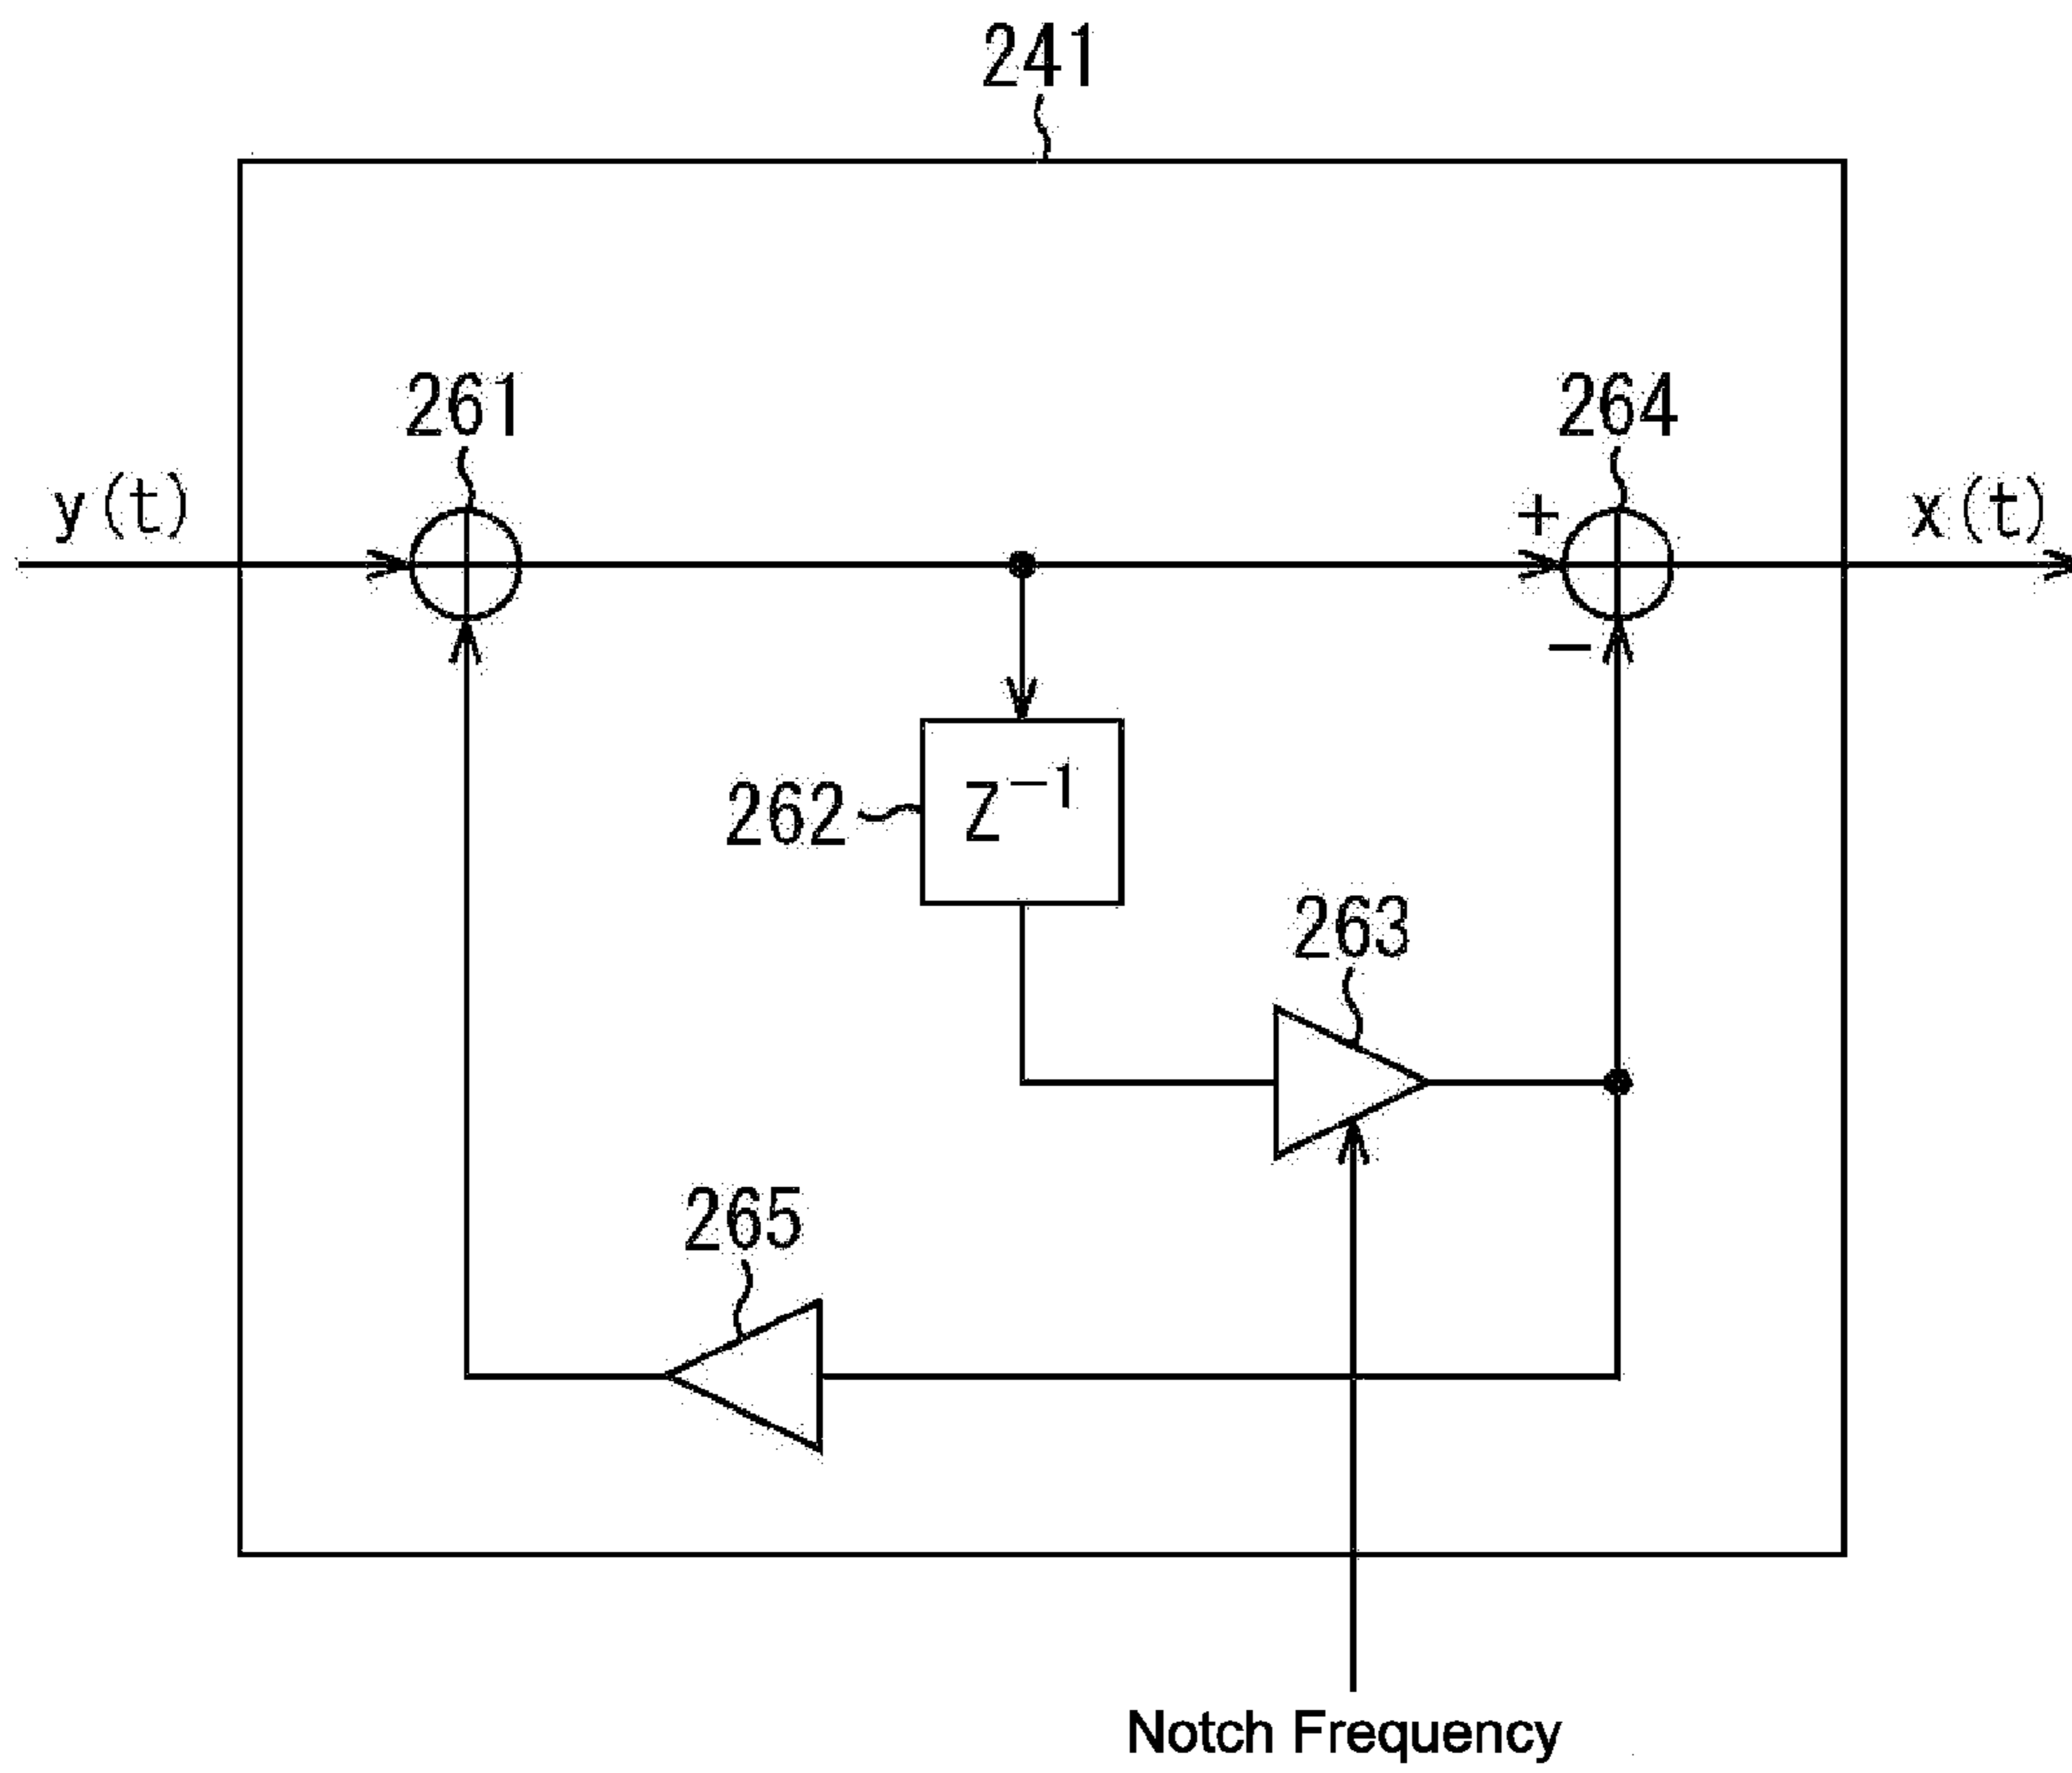 241
261
264
y(t)
+
x(t)
−
Z⁻¹
262
263
265
Notch Frequency